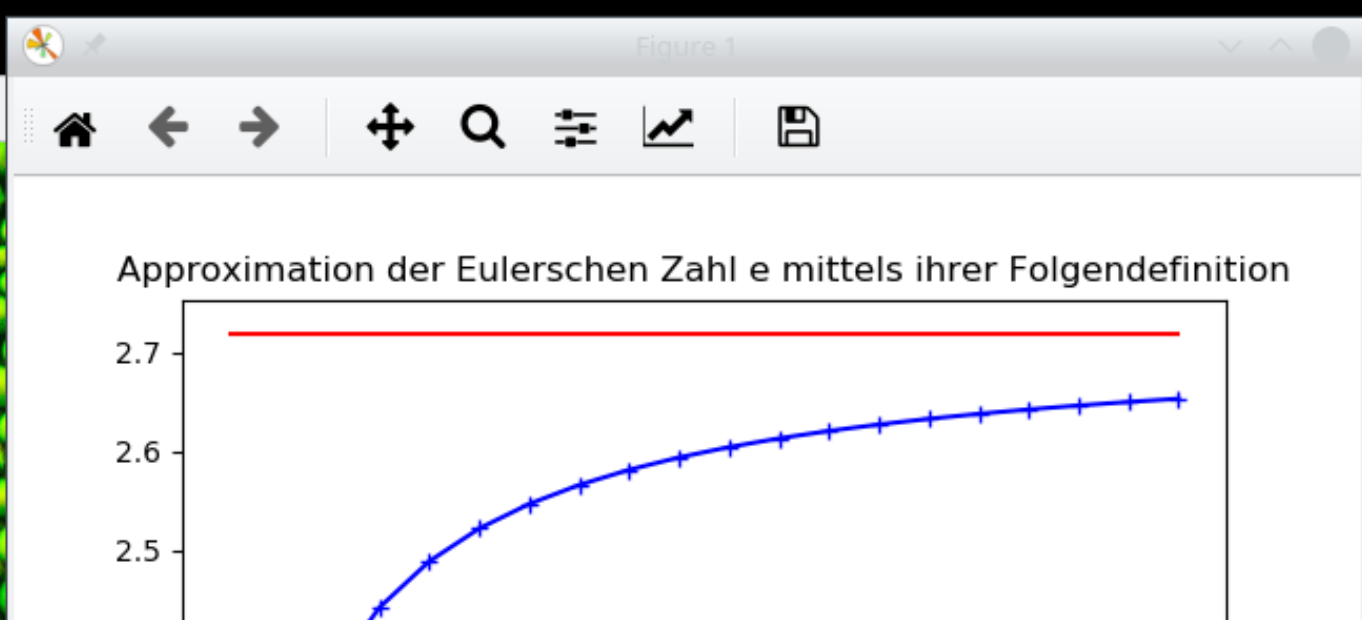 Figure 1
Approximation der Eulerschen Zahl e mittels ihrer Folgendefinition
2.7
2.6
2.5